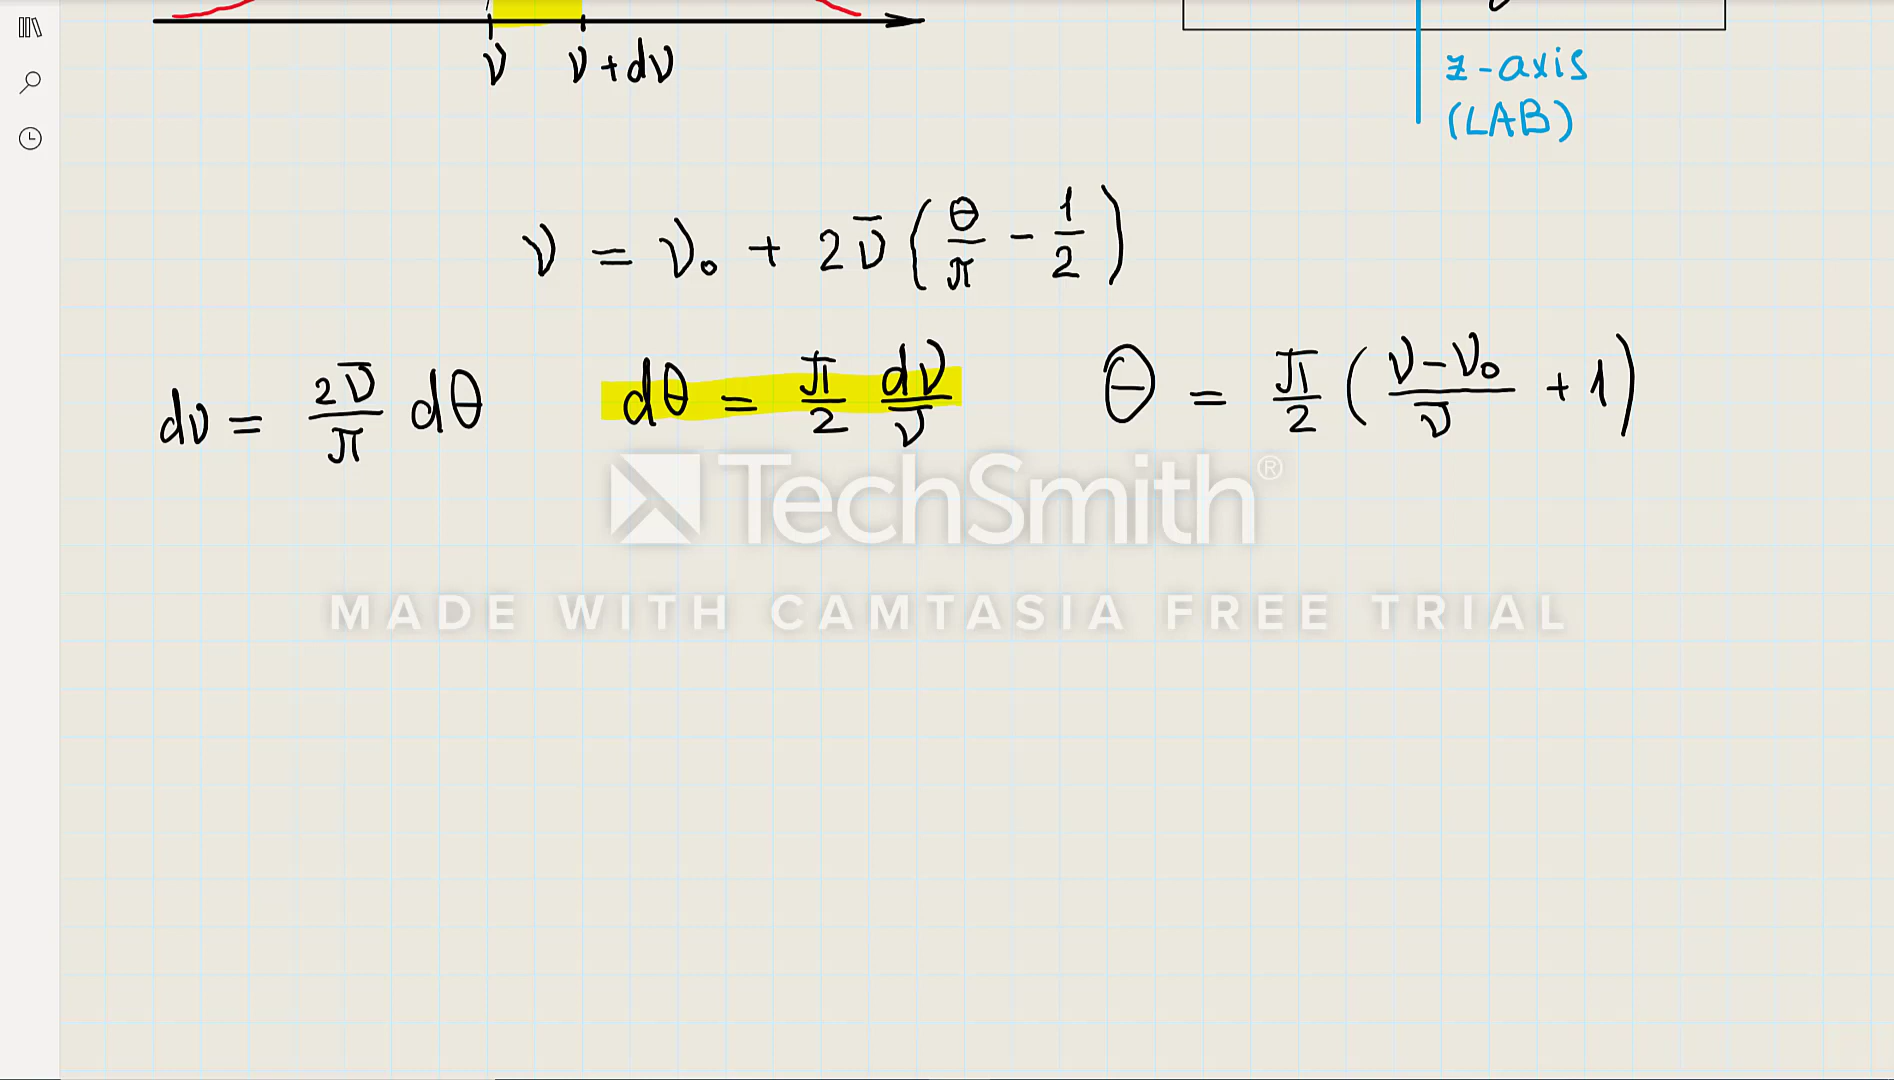 ν ν + dν
z-axis
(LAB)
ν = ν₀ + 2ν̄ (θ/π - 1/2)
dν = 2ν̄/π dθ dθ = π/2 dν/ν̄ θ = π/2 (ν-ν₀/ν̄ + 1)
TechSmith®
MADE WITH CAMTASIA FREE TRIAL